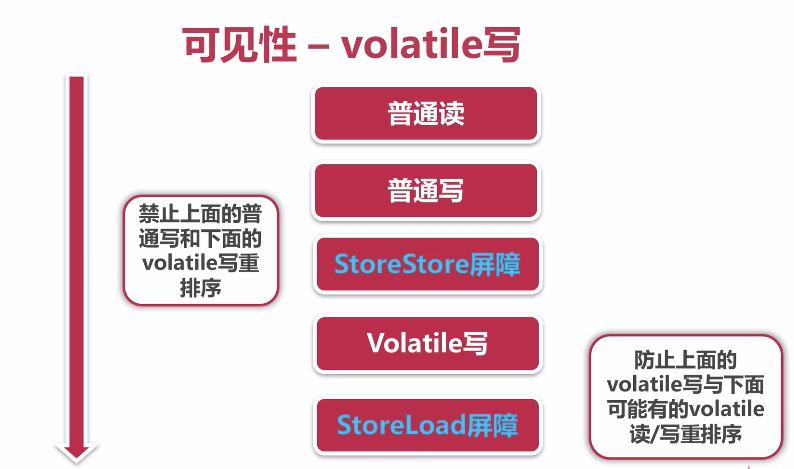 可见性 – volatile写
普通读
普通写
禁止上面的普
通写和下面的
volatile写重
排序
StoreStore屏障
Volatile写
StoreLoad屏障
防止上面的
volatile写与下面
可能有的volatile
读/写重排序